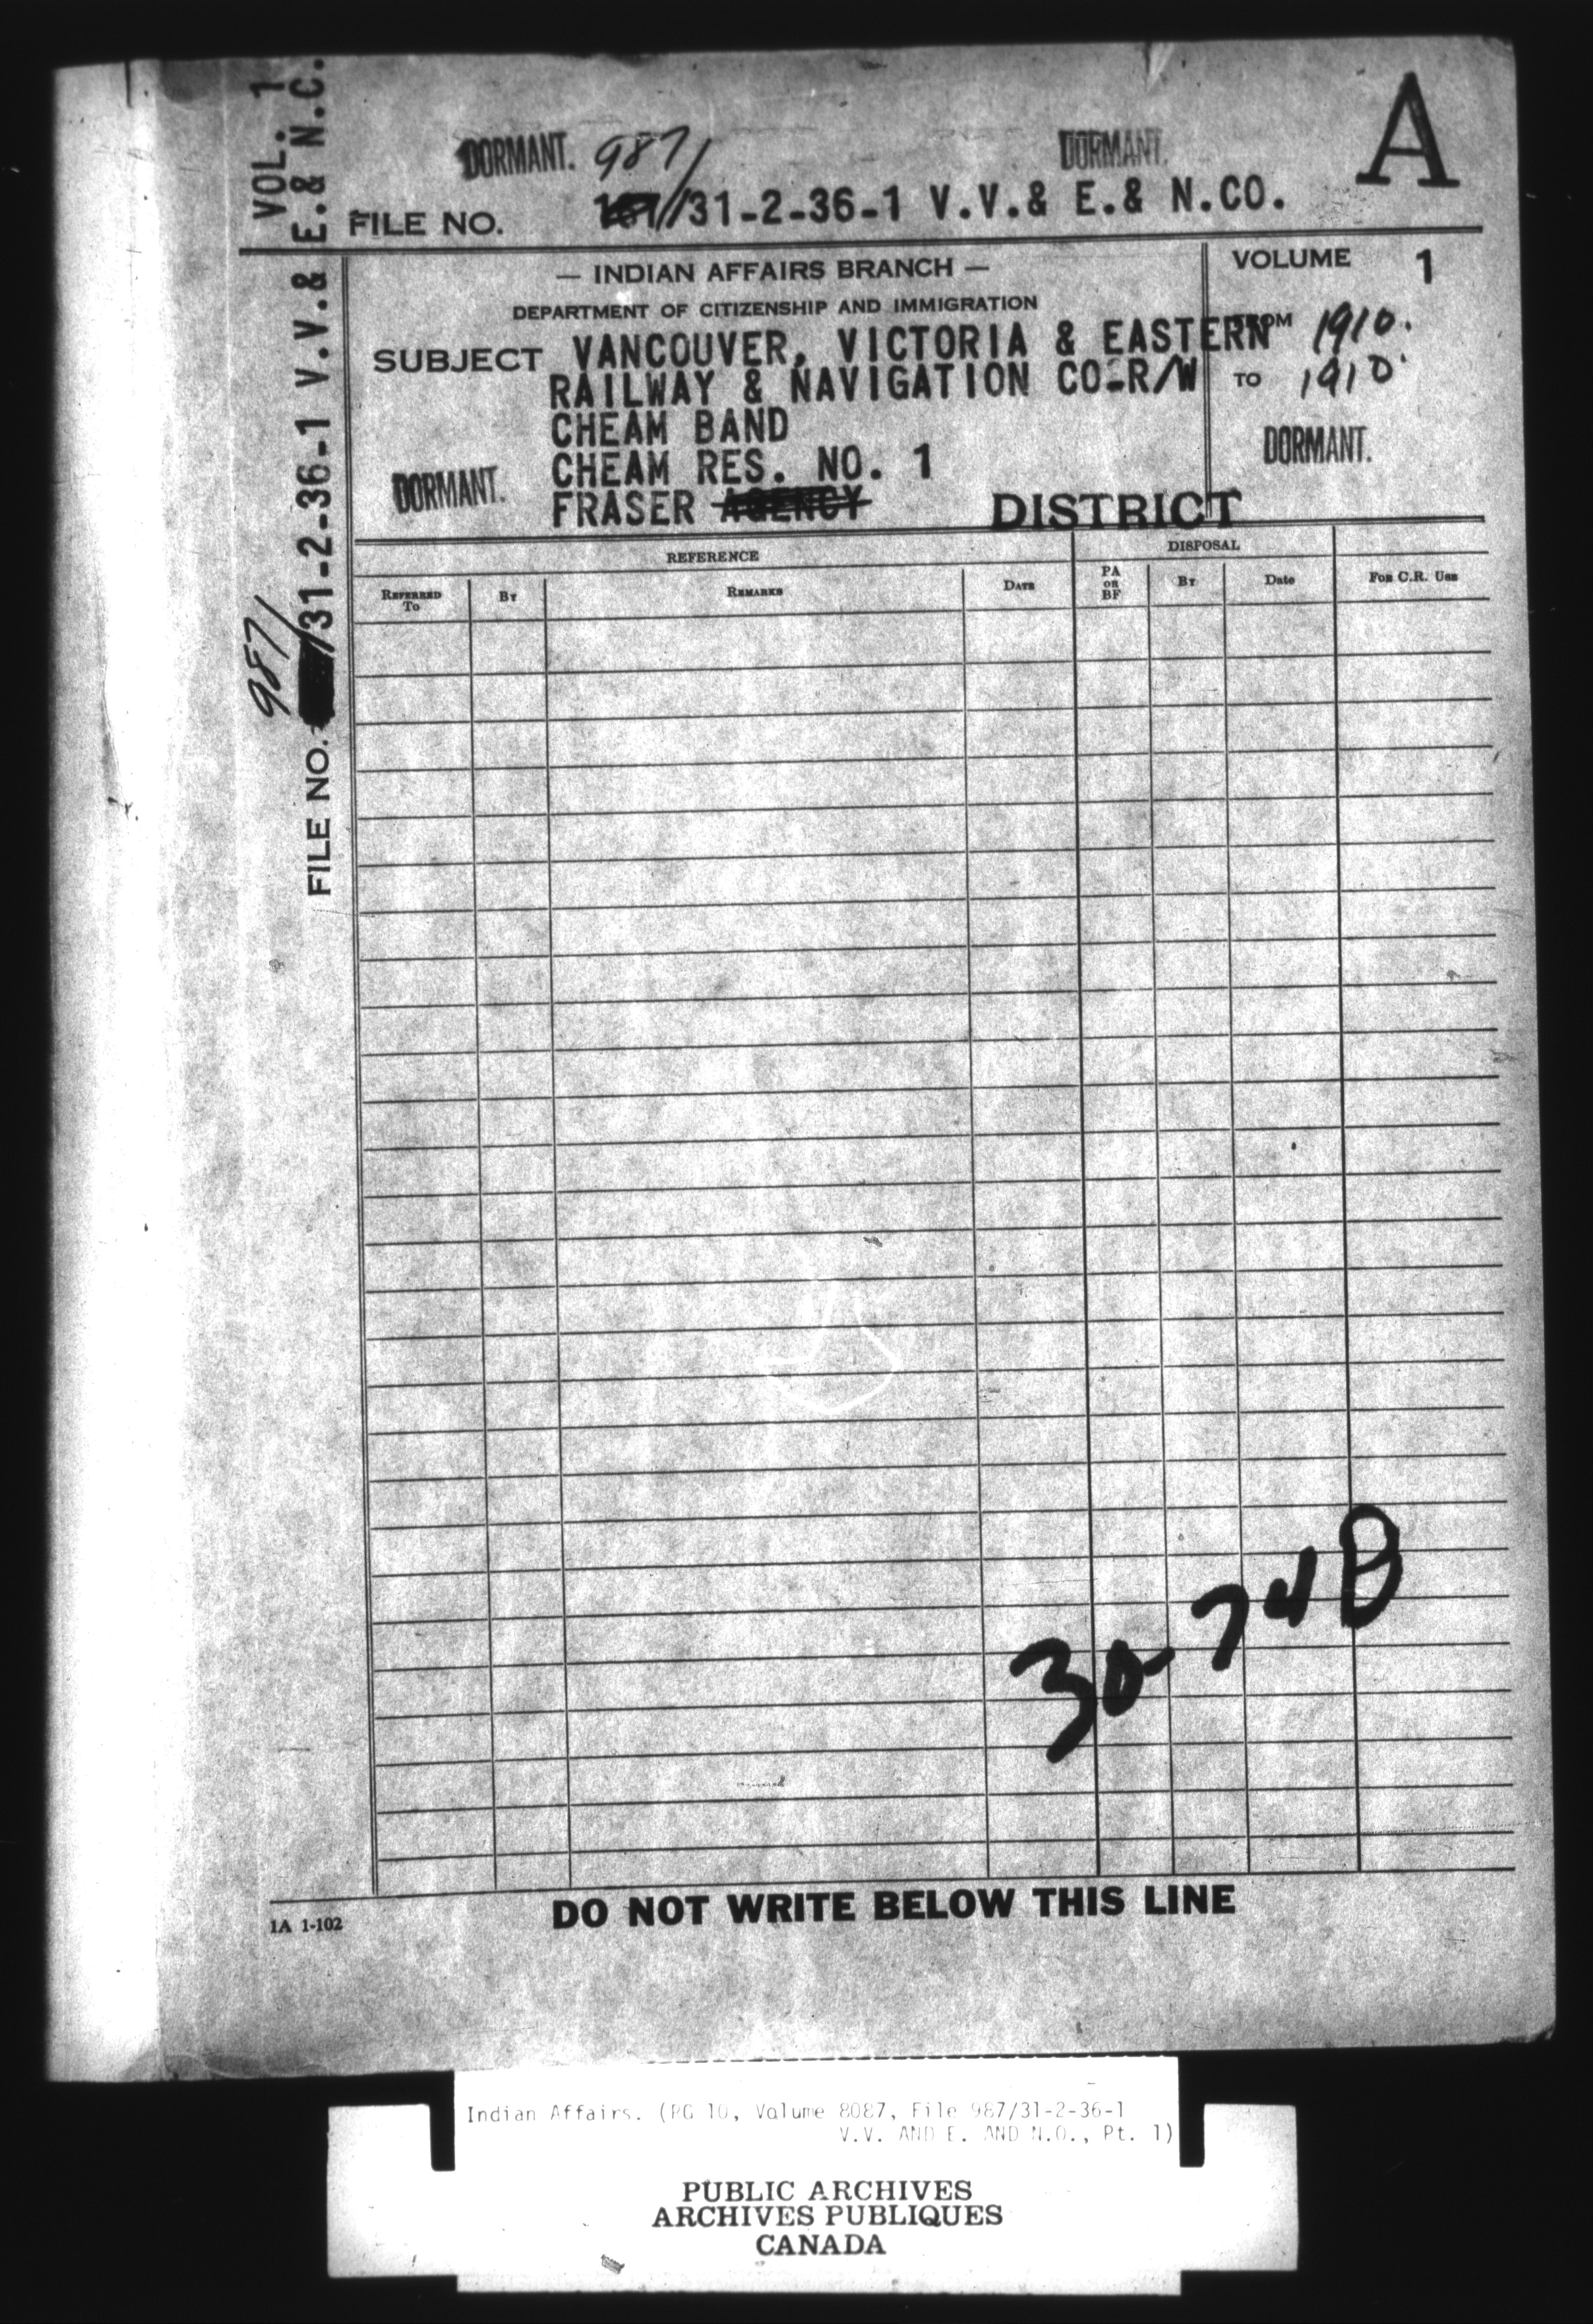 VOL. 1
FILE NO. 987/ /31-2-36-1 V.V.& E.& N.C.
DORMANT. 987/ DORMANT. A
FILE NO. /31-2-36-1 V.V.& E.& N.CO.
— INDIAN AFFAIRS BRANCH — VOLUME 1
DEPARTMENT OF CITIZENSHIP AND IMMIGRATION
SUBJECT VANCOUVER, VICTORIA & EASTERN FROM 1910.
RAILWAY & NAVIGATION CO-R/W TO 1910
CHEAM BAND
DORMANT.
CHEAM RES. NO. 1
DORMANT.
FRASER AGENCY DISTRICT
REFERENCE DISPOSAL
REFERRED TO BY REMARKS DATE PA OR BF BY Date FOR C.R. USE
30-74B
DO NOT WRITE BELOW THIS LINE
IA 1-102
Indian Affairs. (RG 10, Volume 8087, File 987/31-2-36-1
V.V. AND E. AND N.O., Pt. 1)
PUBLIC ARCHIVES
ARCHIVES PUBLIQUES
CANADA